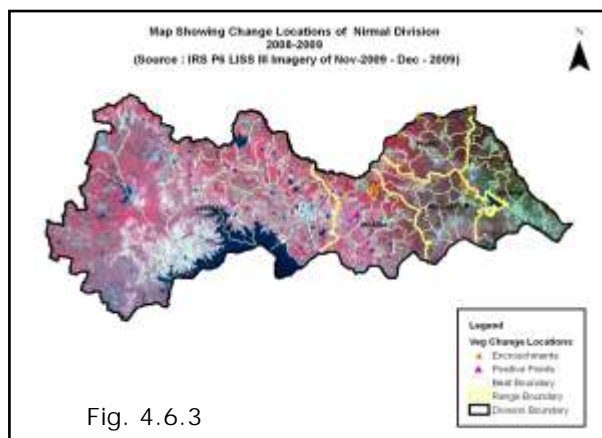 Map Showing Change Locations of Nirmal Division
2008-2009
(Source : IRS P6 LISS III Imagery of Nov-2009 - Dec - 2009)
N
Legend
Veg Change Locations
Encroachments
Positive Points
Beat Boundary
Range Boundary
Division Boundary
Fig. 4.6.3